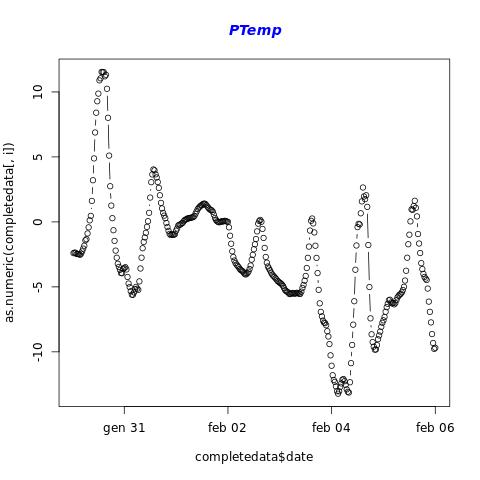 PTemp
as.numeric(completedata[, i])
10
5
0
-5
-10
gen 31
feb 02
feb 04
feb 06
completedata$date